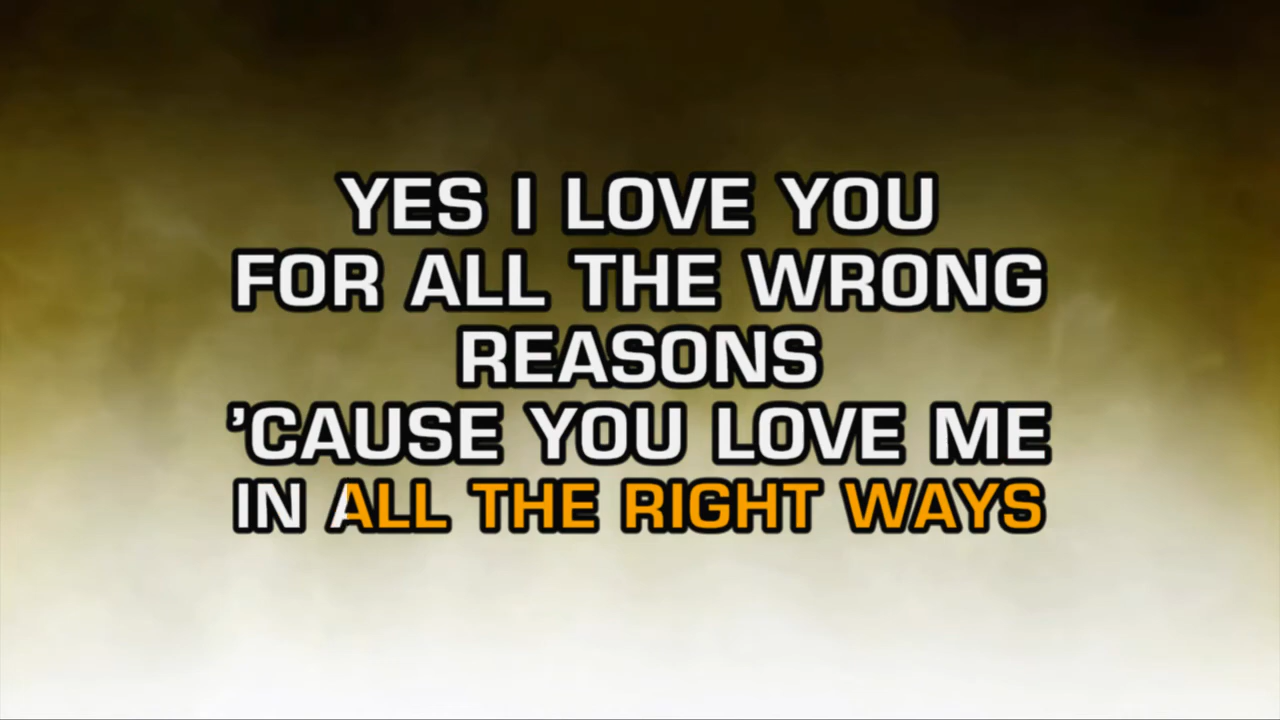 YES I LOVE YOU
FOR ALL THE WRONG
REASONS
’CAUSE YOU LOVE ME
IN ALL THE RIGHT WAYS